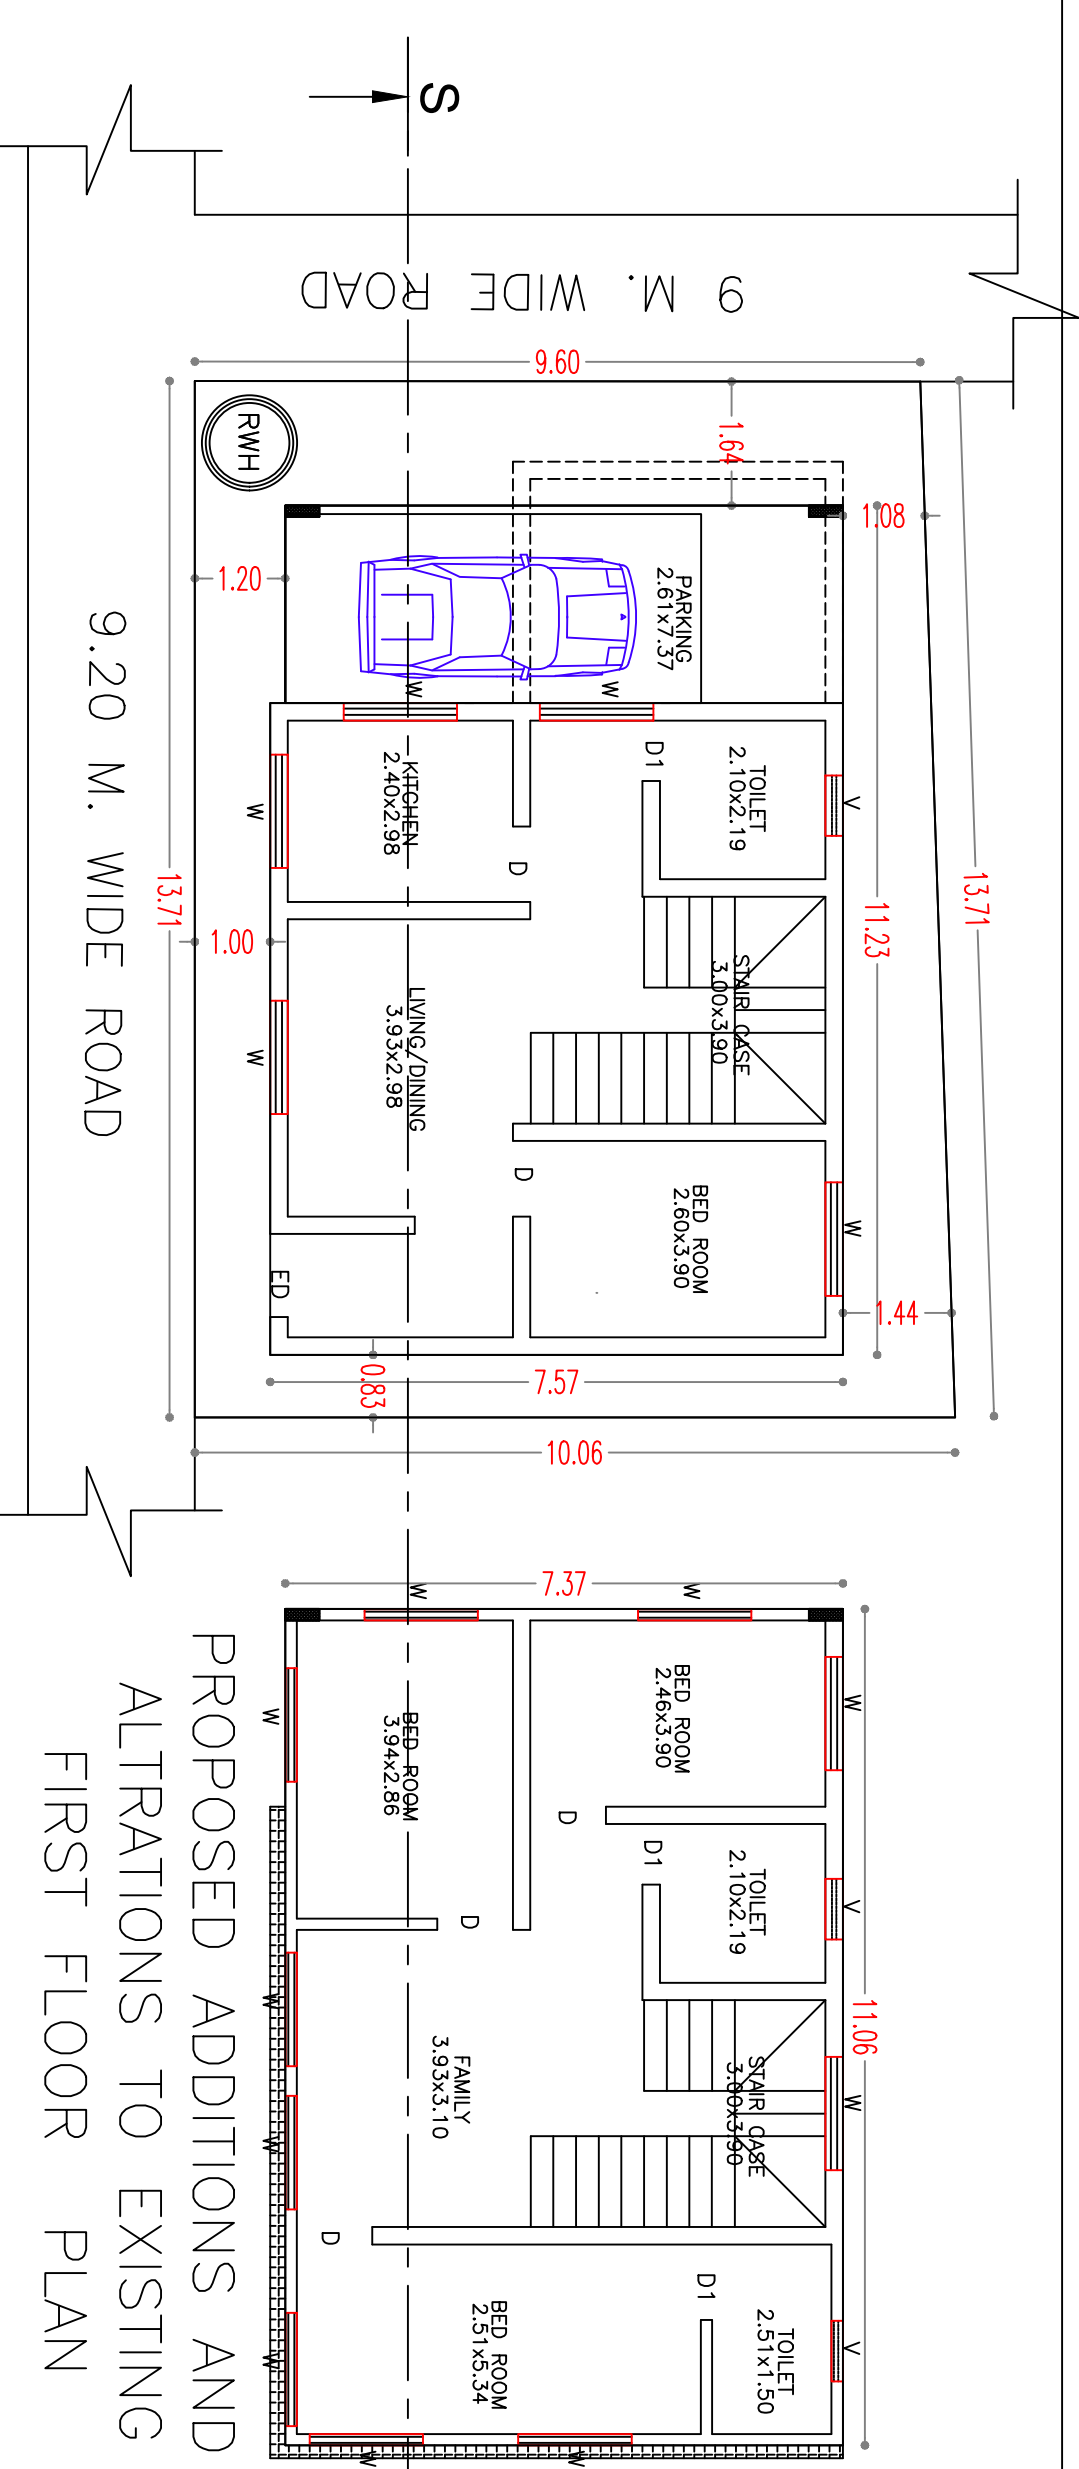 S
9 M. WIDE ROAD
9.60
13.71
1.64
RWH
1.08
1.20
PARKING
2.61x7.37
W
W
9.20 M. WIDE ROAD
13.71
1.00
W
W
KITCHEN
2.40x2.98
D1
TOILET
2.10x2.19
V
D
11.23
13.71
STAIR CASE
3.00x3.90
LIVING/DINING
3.93x2.98
D
BED ROOM
2.60x3.90
W
ED
1.44
0.83
7.57
10.06
7.37
W
W
BED ROOM
2.46x3.90
W
BED ROOM
3.94x2.86
W
D
D1
TOILET
2.10x2.19
V
D
11.06
STAIR CASE
3.00x3.90
W
FAMILY
3.93x3.10
W
W
D
D1
BED ROOM
2.51x5.34
TOILET
2.51x1.50
V
W
W
W
PROPOSED ADDITIONS AND
ALTRATIONS TO EXISTING
FIRST FLOOR PLAN